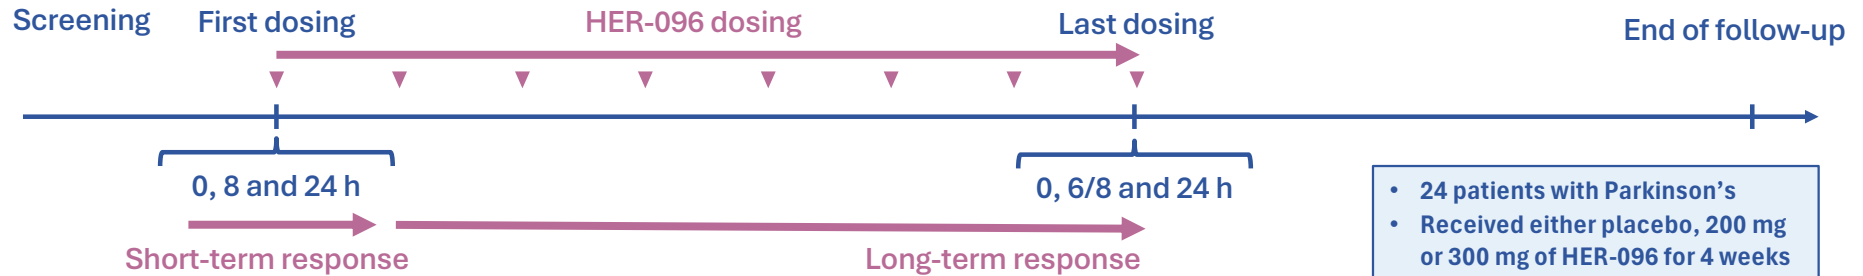 Screening
First dosing
HER-096 dosing
Last dosing
End of follow-up
0, 8 and 24 h
0, 6/8 and 24 h
Short-term response
Long-term response
• 24 patients with Parkinson's
• Received either placebo, 200 mg
or 300 mg of HER-096 for 4 weeks